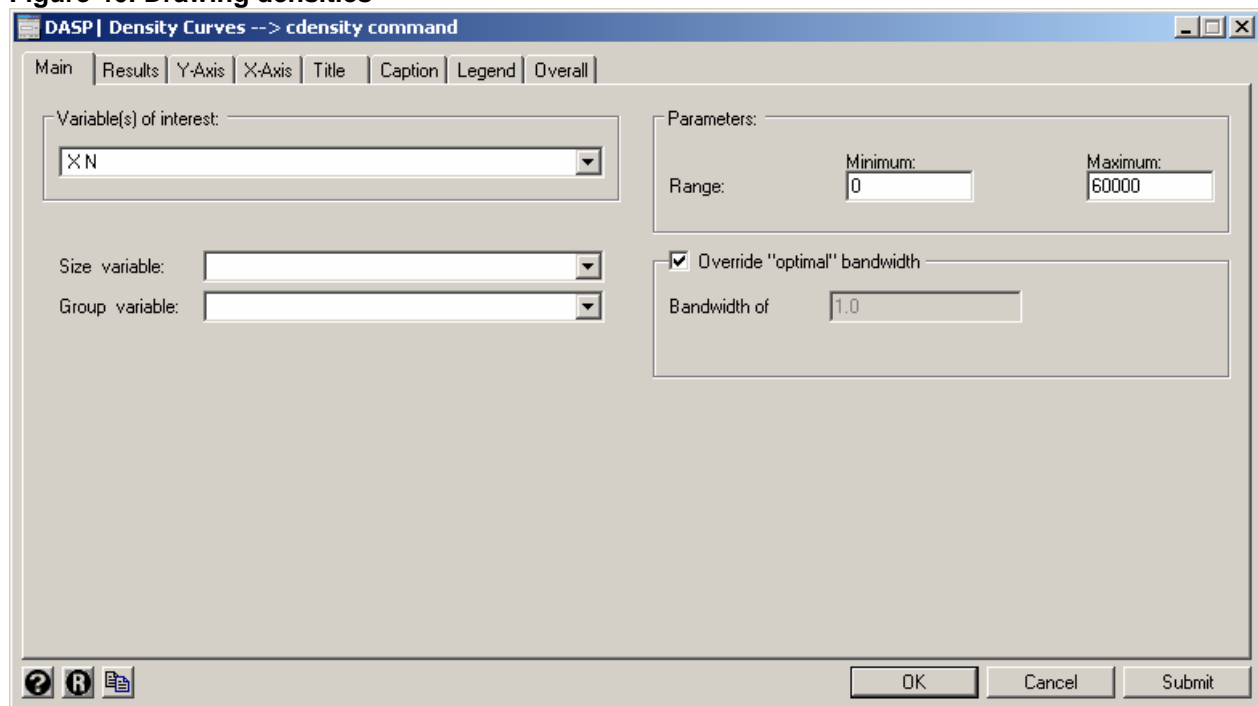 Figure 46: Drawing densities
DASP| Density Curves --> cdensity command
Main Results Y-Axis X-Axis Title Caption Legend Overall
Variable(s) of interest:
X N
Parameters:
Minimum: Maximum:
Range: 0 60000
Size variable:
Group variable:
Override "optimal" bandwidth
Bandwidth of 1.0
? R
OK Cancel Submit